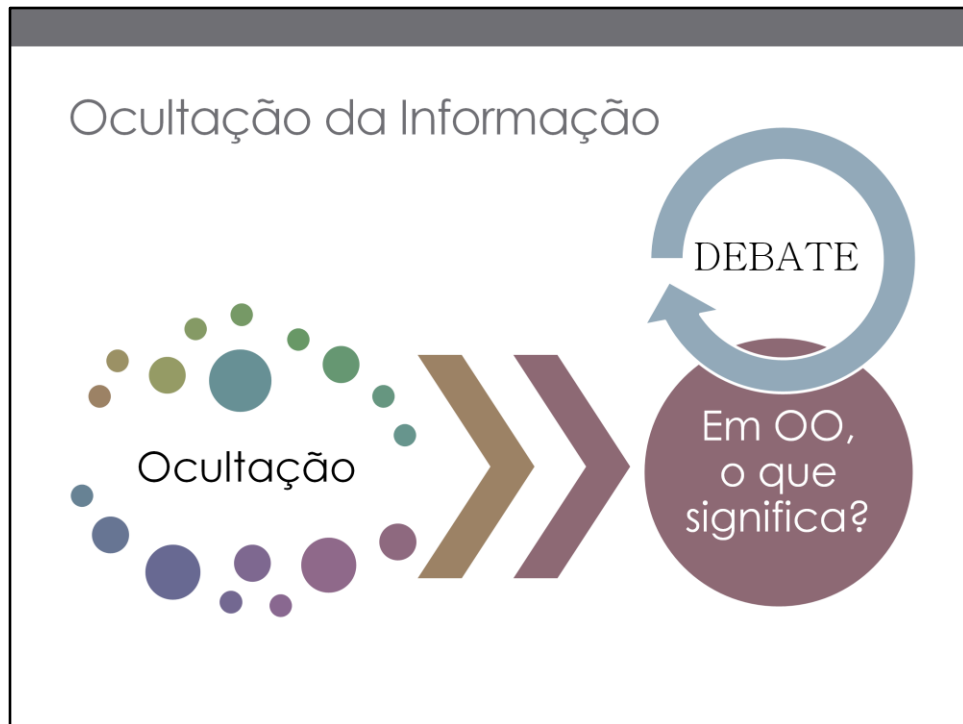 Ocultação da Informação
DEBATE
Ocultação
Em OO,
o que
significa?